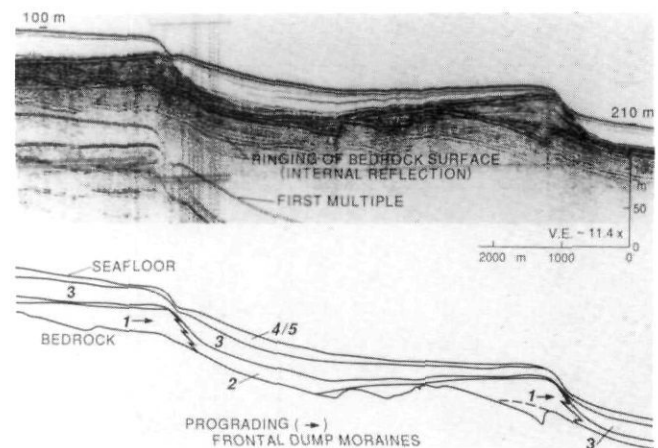 100 m
210 m
RINGING OF BEDROCK SURFACE
(INTERNAL REFLECTION)
FIRST MULTIPLE
m
50
V.E. ~ 11.4 x
0
2000 m 1000 0
SEAFLOOR
3
4/5
1
3
BEDROCK
2
1
PROGRADING (→)
FRONTAL DUMP MORAINES
3